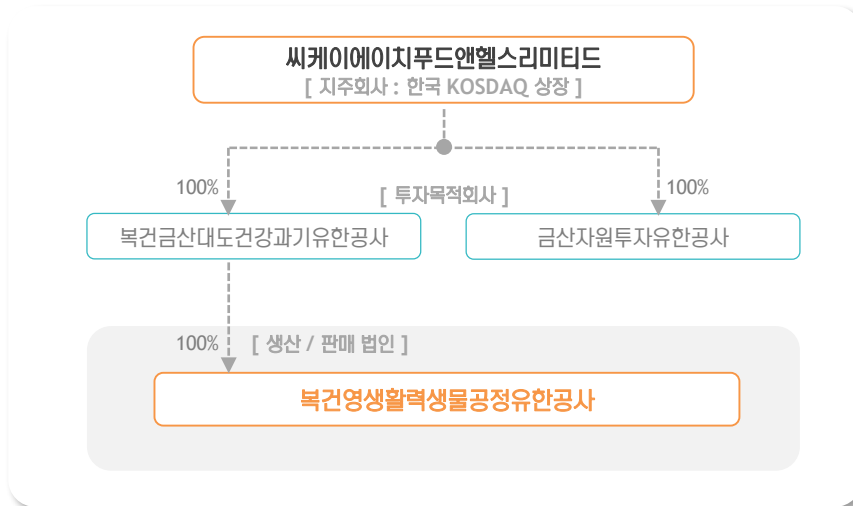 씨케이에이치푸드앤헬스리미티드
[ 지주회사 : 한국 KOSDAQ 상장 ]
100%
[ 투자목적회사 ]
100%
복건금산대도건강과기유한공사
금산자원투자유한공사
100%
[ 생산 / 판매 법인 ]
복건영생활력생물공정유한공사